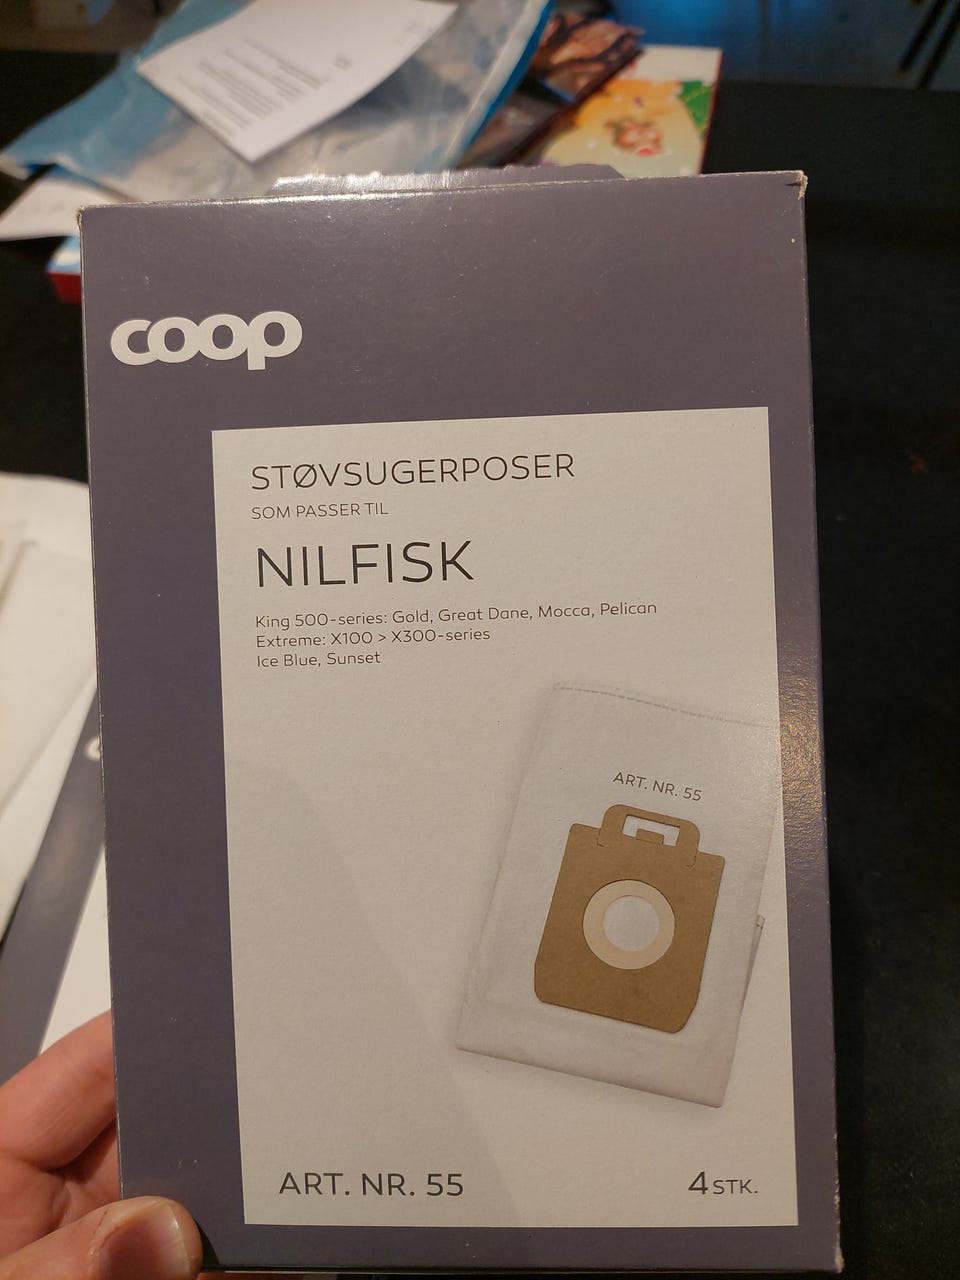 coop
STØVSUGERPOSER
SOM PASSER TIL
NILFISK
King 500-series: Gold, Great Dane, Mocca, Pelican
Extreme: X100 > X300-series
Ice Blue, Sunset
ART. NR. 55
ART. NR. 55
4 STK.